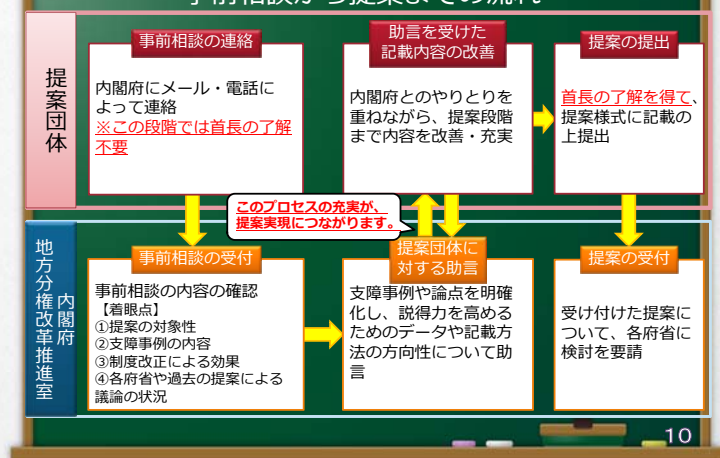 事前相談から提案までの流れ
提案団体
事前相談の連絡
内閣府にメール・電話に
よって連絡
※この段階では首長の了解
不要
助言を受けた
記載内容の改善
内閣府とのやりとりを
重ねながら、提案段階
まで内容を改善・充実
提案の提出
首長の了解を得て、
提案様式に記載の
上提出
このプロセスの充実が、
提案実現につながります。
内閣府
地方分権改革推進室
事前相談の受付
事前相談の内容の確認
【着眼点】
①提案の対象性
②支障事例の内容
③制度改正による効果
④各府省や過去の提案による
議論の状況
提案団体に
対する助言
支障事例や論点を明確
化し、説得力を高める
ためのデータや記載方
法の方向性について助
言
提案の受付
受け付けた提案に
ついて、各府省に
検討を要請
10